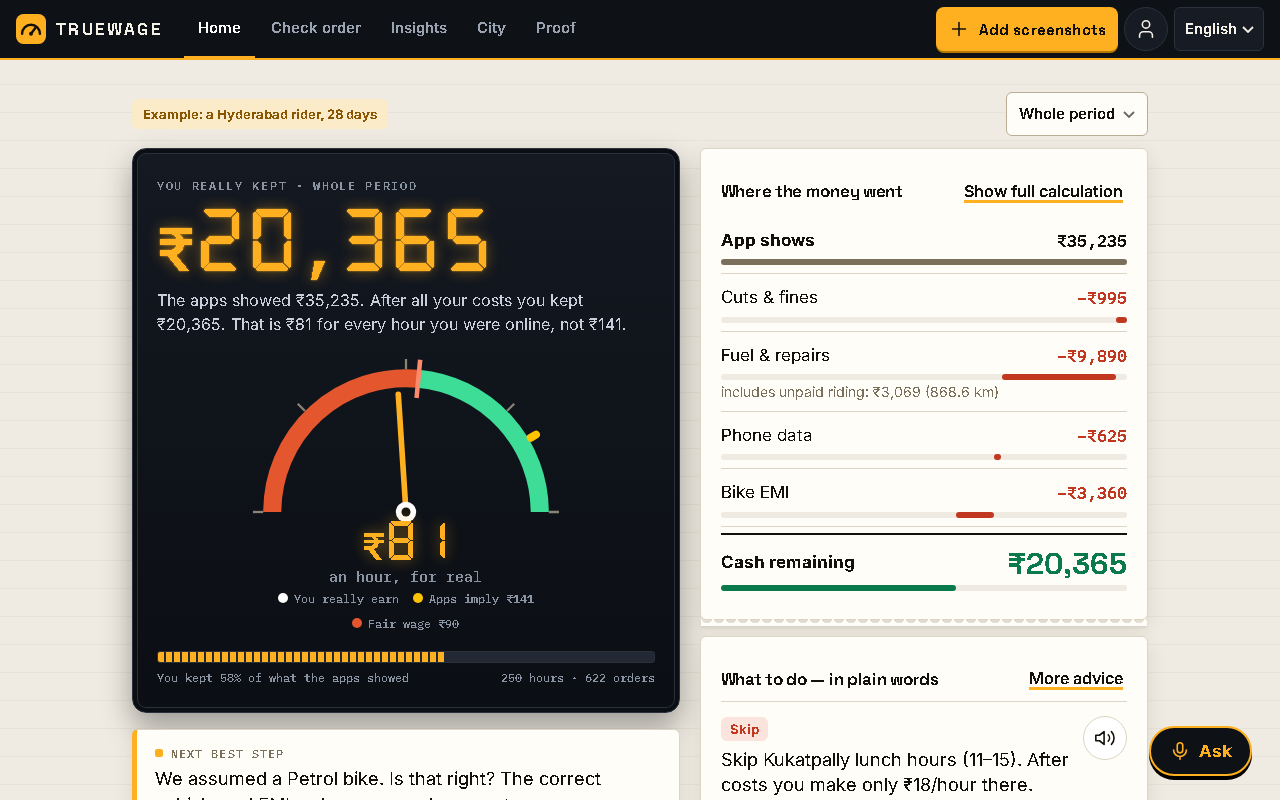 TRUEWAGE
Home
Check order
Insights
City
Proof
Add screenshots
English
Example: a Hyderabad rider, 28 days
Whole period
YOU REALLY KEPT · WHOLE PERIOD
₹20,365
The apps showed ₹35,235. After all your costs you kept
₹20,365. That is ₹81 for every hour you were online, not ₹141.
₹81
an hour, for real
You really earn
Apps imply ₹141
Fair wage ₹90
You kept 58% of what the apps showed
250 hours · 622 orders
NEXT BEST STEP
We assumed a Petrol bike. Is that right? The correct
Where the money went
Show full calculation
App shows
₹35,235
Cuts & fines
−₹995
Fuel & repairs
−₹9,890
includes unpaid riding: ₹3,069 (868.6 km)
Phone data
−₹625
Bike EMI
−₹3,360
Cash remaining
₹20,365
What to do — in plain words
More advice
Skip
Skip Kukatpally lunch hours (11–15). After
costs you make only ₹18/hour there.
Ask